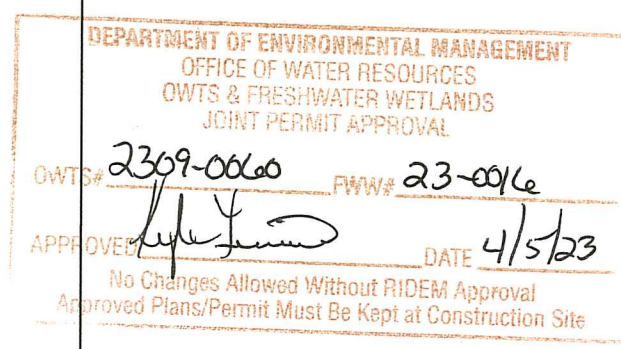 DEPARTMENT OF ENVIRONMENTAL MANAGEMENT
OFFICE OF WATER RESOURCES
OWTS & FRESHWATER WETLANDS
JOINT PERMIT APPROVAL
OWTS# 2309-0060 FWW# 23-0016
APPROVED DATE 4/5/23
No Changes Allowed Without RIDEM Approval
Approved Plans/Permit Must Be Kept at Construction Site